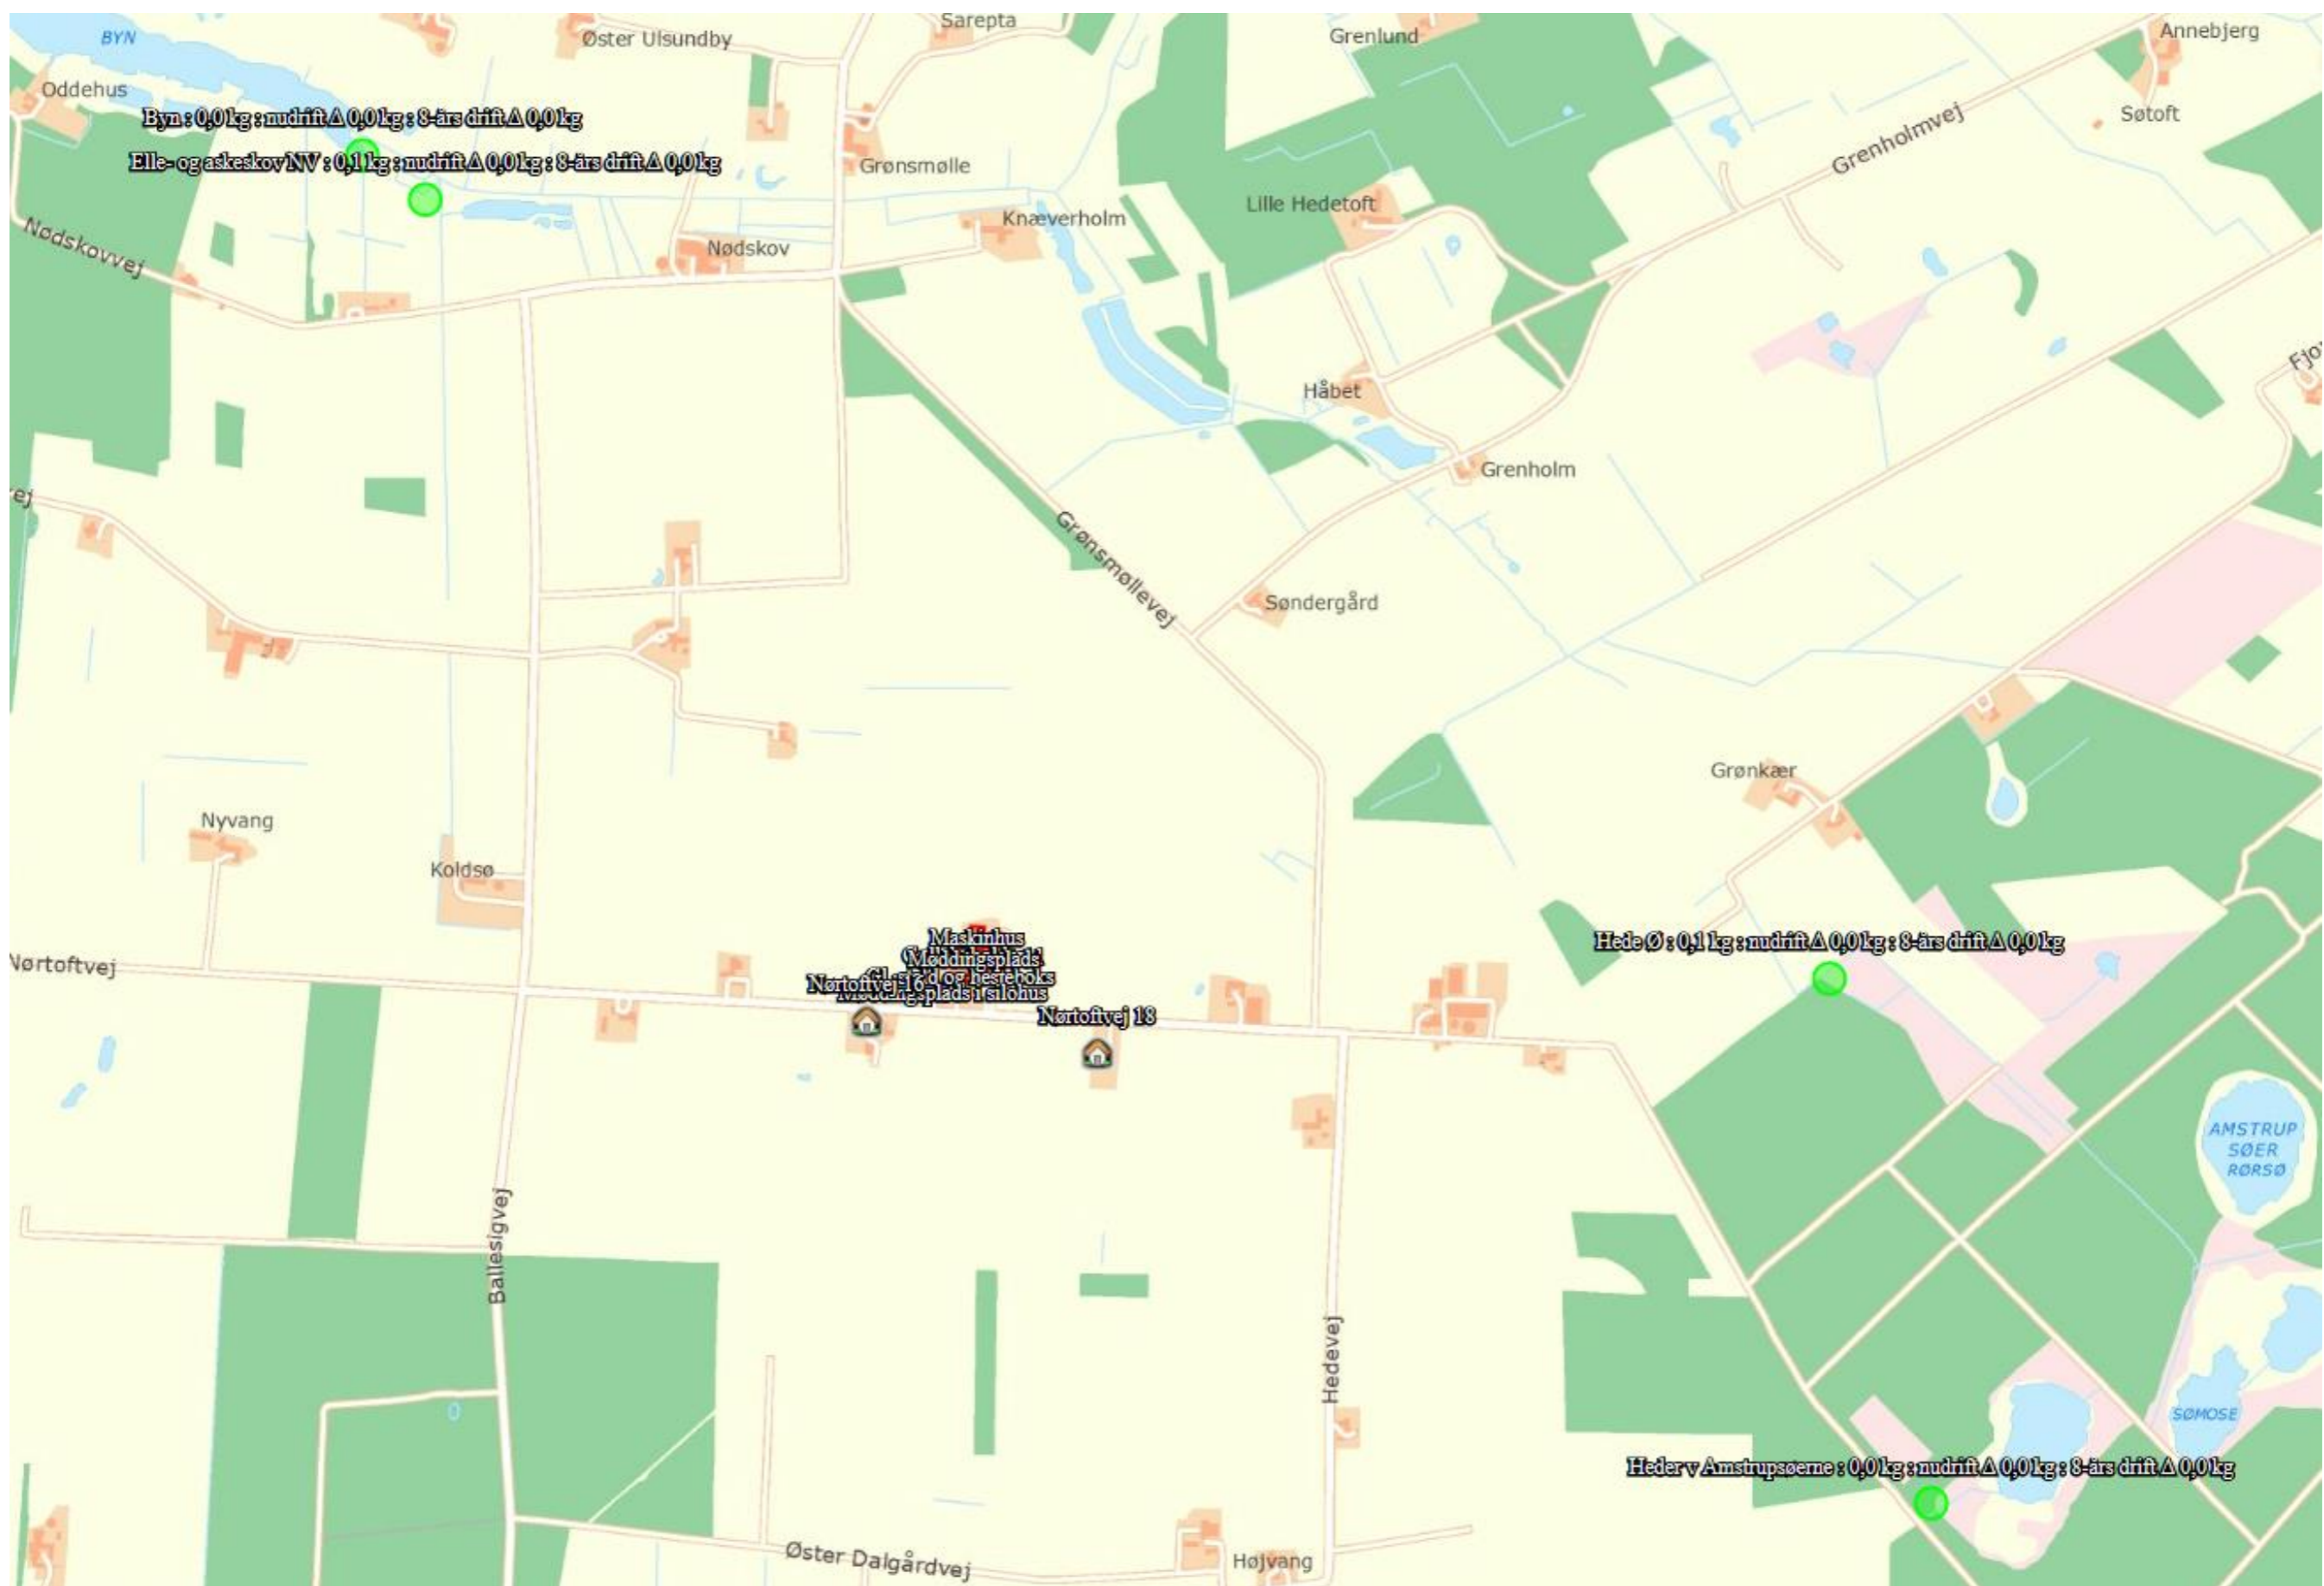 BYN
Øster Ulsundby
Sarepta
Grenlund
Annebjerg
Oddehus
Byn : 0,0 kg : nudrift Δ 0,0 kg : 8-års drift Δ 0,0 kg
Søtoft
Grenholmvej
Elle- og askeskov NV : 0,1 kg : nudrift Δ 0,0 kg : 8-års drift Δ 0,0 kg
Grønsmølle
Lille Hedetoft
Knæverholm
Nødskovvej
Nødskov
Håbet
Grenholm
ej
Grønsmøllevej
Søndergård
Grønkær
Nyvang
Koldsø
Maskinhus
Møddingsplads
Hede Ø : 0,1 kg : nudrift Δ 0,0 kg : 8-års drift Δ 0,0 kg
Nørtoftvej
og hesteboks
Nørtoftvej 16
Møddingsplads i silohus
Nørtoftvej 18
AMSTRUP
SØER
RØRSØ
Ballesigvej
Hedevej
SØMOSE
Heder v Amstrupsøerne : 0,0 kg : nudrift Δ 0,0 kg : 8-års drift Δ 0,0 kg
Øster Dalgårdvej
Højvang